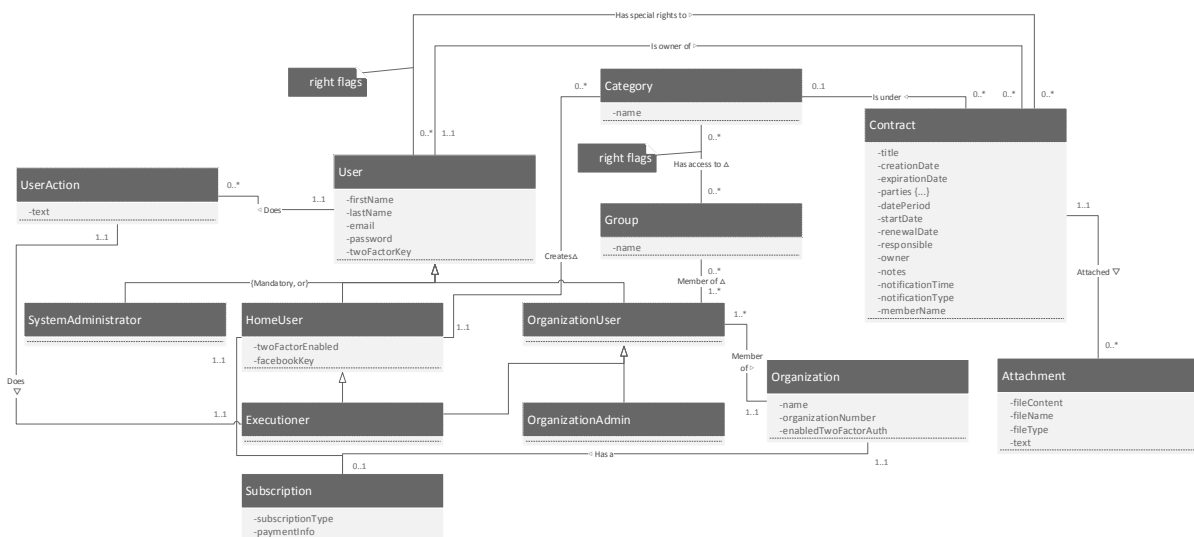 Has special rights to ▷
Is owner of ▷
right flags
0..*
Category
0..1
Is under ◁
0..*
0..*
0..*
-name
Contract
0..*
right flags
Has access to △
-title
-creationDate
-expirationDate
-parties {...}
-datePeriod
-startDate
-renewalDate
-responsible
-owner
-notes
-notificationTime
-notificationType
-memberName
0..*
1..1
User
-firstName
-lastName
-email
-password
-twoFactorKey
UserAction
-text
0..*
1..1
◁ Does
1..1
0..*
Group
-name
1..1
Creates△
0..*
Member of △
1..*
Attached ▽
{Mandatory, or}
SystemAdministrator
HomeUser
-twoFactorEnabled
-facebookKey
1..1
1..1
OrganizationUser
1..*
Member
of ▷
0..*
Does
▽
1..1
Executioner
OrganizationAdmin
1..1
Organization
-name
-organizationNumber
-enabledTwoFactorAuth
Attachment
-fileContent
-fileName
-fileType
-text
◁ Has a
0..1
1..1
Subscription
-subscriptionType
-paymentInfo